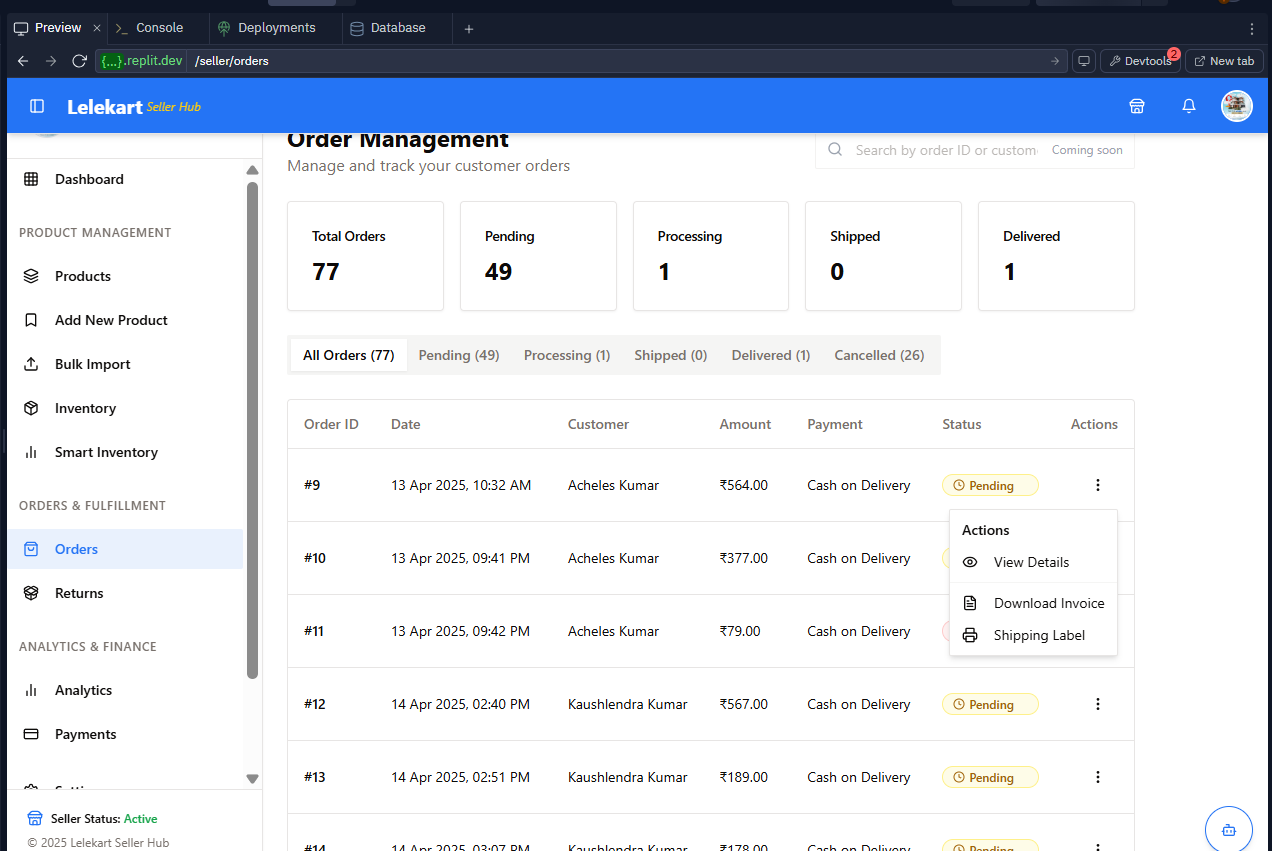 Preview
Console
Deployments
Database
{...}.replit.dev /seller/orders
Devtools 2
New tab
Lelekart Seller Hub
Dashboard
PRODUCT MANAGEMENT
Products
Add New Product
Bulk Import
Inventory
Smart Inventory
ORDERS & FULFILLMENT
Orders
Returns
ANALYTICS & FINANCE
Analytics
Payments
Seller Status: Active
© 2025 Lelekart Seller Hub
Order Management
Manage and track your customer orders
Search by order ID or custom Coming soon
Total Orders
77
Pending
49
Processing
1
Shipped
0
Delivered
1
All Orders (77) Pending (49) Processing (1) Shipped (0) Delivered (1) Cancelled (26)
Order ID Date Customer Amount Payment Status Actions
#9 13 Apr 2025, 10:32 AM Acheles Kumar ₹564.00 Cash on Delivery Pending
#10 13 Apr 2025, 09:41 PM Acheles Kumar ₹377.00 Cash on Delivery
#11 13 Apr 2025, 09:42 PM Acheles Kumar ₹79.00 Cash on Delivery
Actions
View Details
Download Invoice
Shipping Label
#12 14 Apr 2025, 02:40 PM Kaushlendra Kumar ₹567.00 Cash on Delivery Pending
#13 14 Apr 2025, 02:51 PM Kaushlendra Kumar ₹189.00 Cash on Delivery Pending
#14 14 Apr 2025, 03:07 PM Kaushlendra Kumar ₹178.00 Cash on Delivery Pending